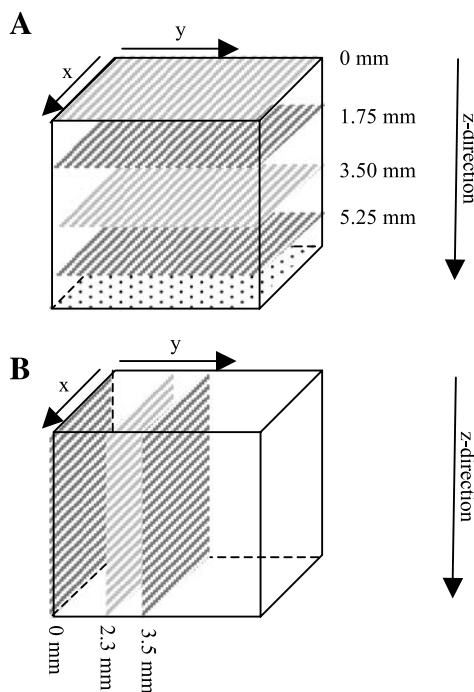 A
y
x
0 mm
1.75 mm
3.50 mm
5.25 mm
z-direction
B
y
x
z-direction
0 mm
2.3 mm
3.5 mm